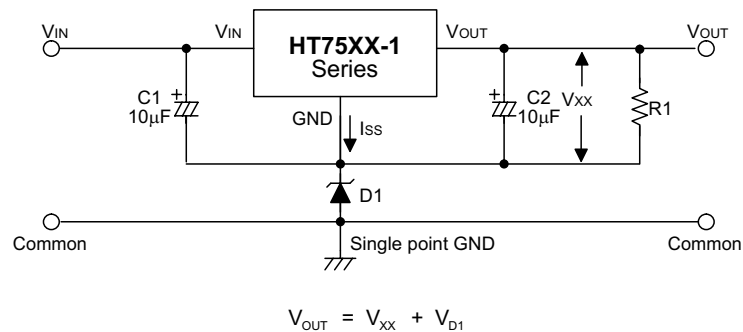 VIN VIN HT75XX-1 VOUT VOUT
Series
C1
10µF
GND
ISS
C2
10µF
VXX
R1
D1
Common
Single point GND
Common
VOUT = VXX + VD1